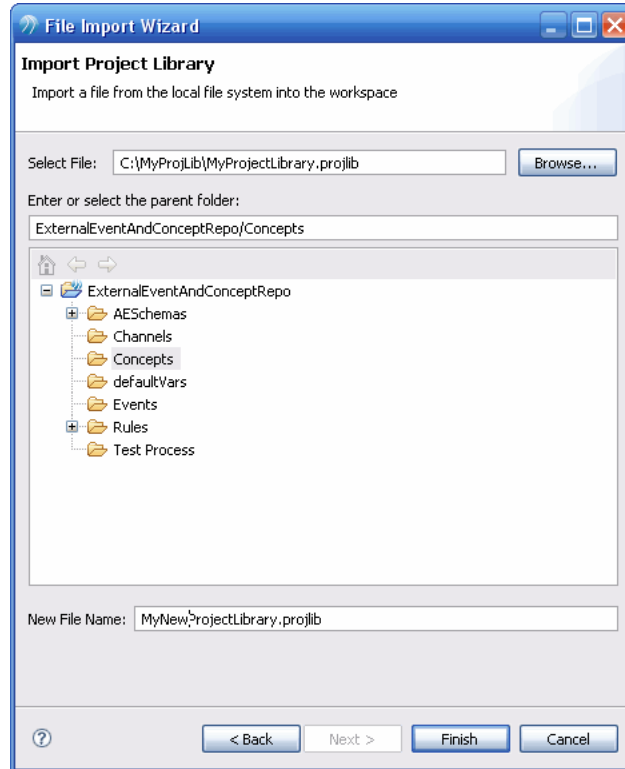 File Import Wizard
Import Project Library
Import a file from the local file system into the workspace
Select File: C:\MyProjLib\MyProjectLibrary.projlib Browse...
Enter or select the parent folder:
ExternalEventAndConceptRepo/Concepts
ExternalEventAndConceptRepo
AESchemas
Channels
Concepts
defaultVars
Events
Rules
Test Process
New File Name: MyNewProjectLibrary.projlib
? < Back Next > Finish Cancel